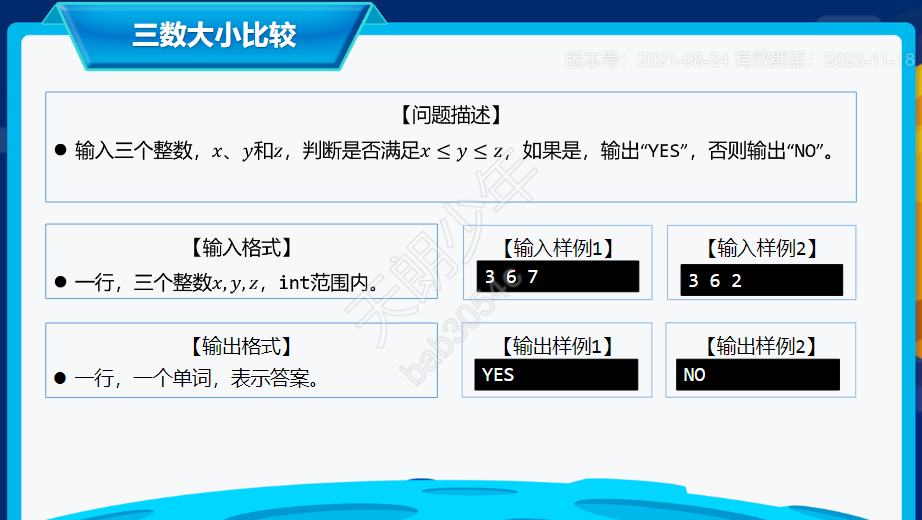 三数大小比较
版本号：2021-08-24 有效期至：2023-11-18
【问题描述】
● 输入三个整数，x、y和z，判断是否满足x ≤ y ≤ z，如果是，输出“YES”，否则输出“NO”。
【输入格式】
● 一行，三个整数x, y, z，int范围内。
【输入样例1】
3 6 7
【输入样例2】
3 6 2
【输出格式】
● 一行，一个单词，表示答案。
【输出样例1】
YES
【输出样例2】
NO
天朗少年